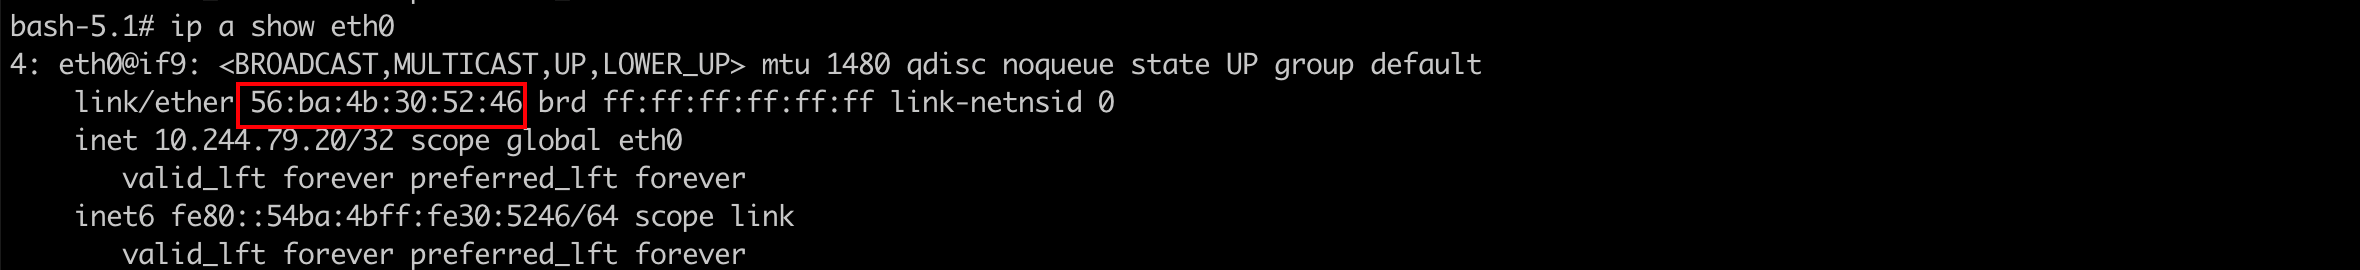 bash-5.1# ip a show eth0
4: eth0@if9: <BROADCAST,MULTICAST,UP,LOWER_UP> mtu 1480 qdisc noqueue state UP group default
link/ether 56:ba:4b:30:52:46 brd ff:ff:ff:ff:ff:ff link-netnsid 0
inet 10.244.79.20/32 scope global eth0
valid_lft forever preferred_lft forever
inet6 fe80::54ba:4bff:fe30:5246/64 scope link
valid_lft forever preferred_lft forever